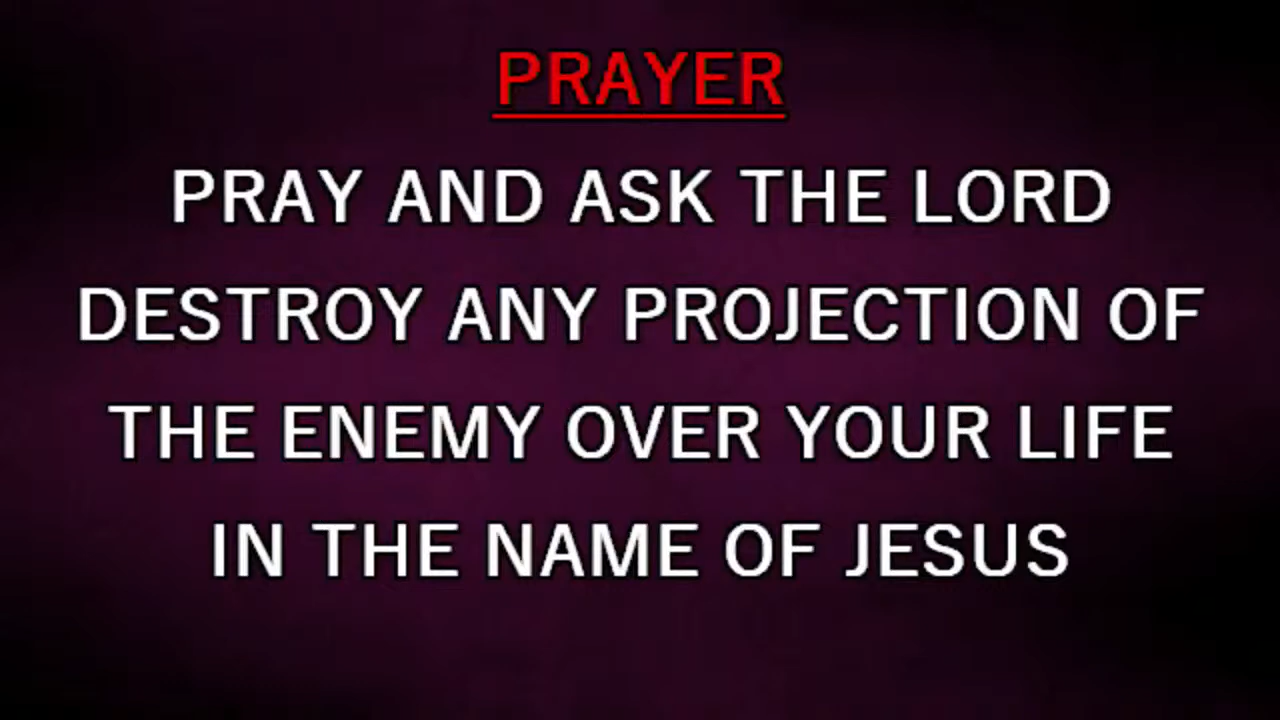 PRAYER
PRAY AND ASK THE LORD
DESTROY ANY PROJECTION OF
THE ENEMY OVER YOUR LIFE
IN THE NAME OF JESUS